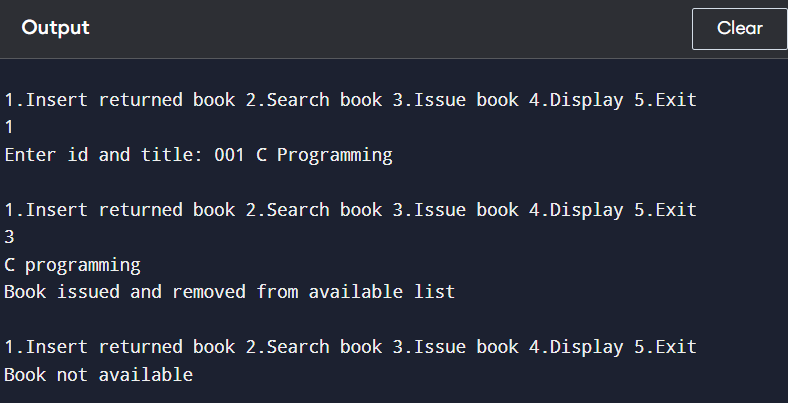 Output
Clear
1.Insert returned book 2.Search book 3.Issue book 4.Display 5.Exit
1
Enter id and title: 001 C Programming
1.Insert returned book 2.Search book 3.Issue book 4.Display 5.Exit
3
C programming
Book issued and removed from available list
1.Insert returned book 2.Search book 3.Issue book 4.Display 5.Exit
Book not available